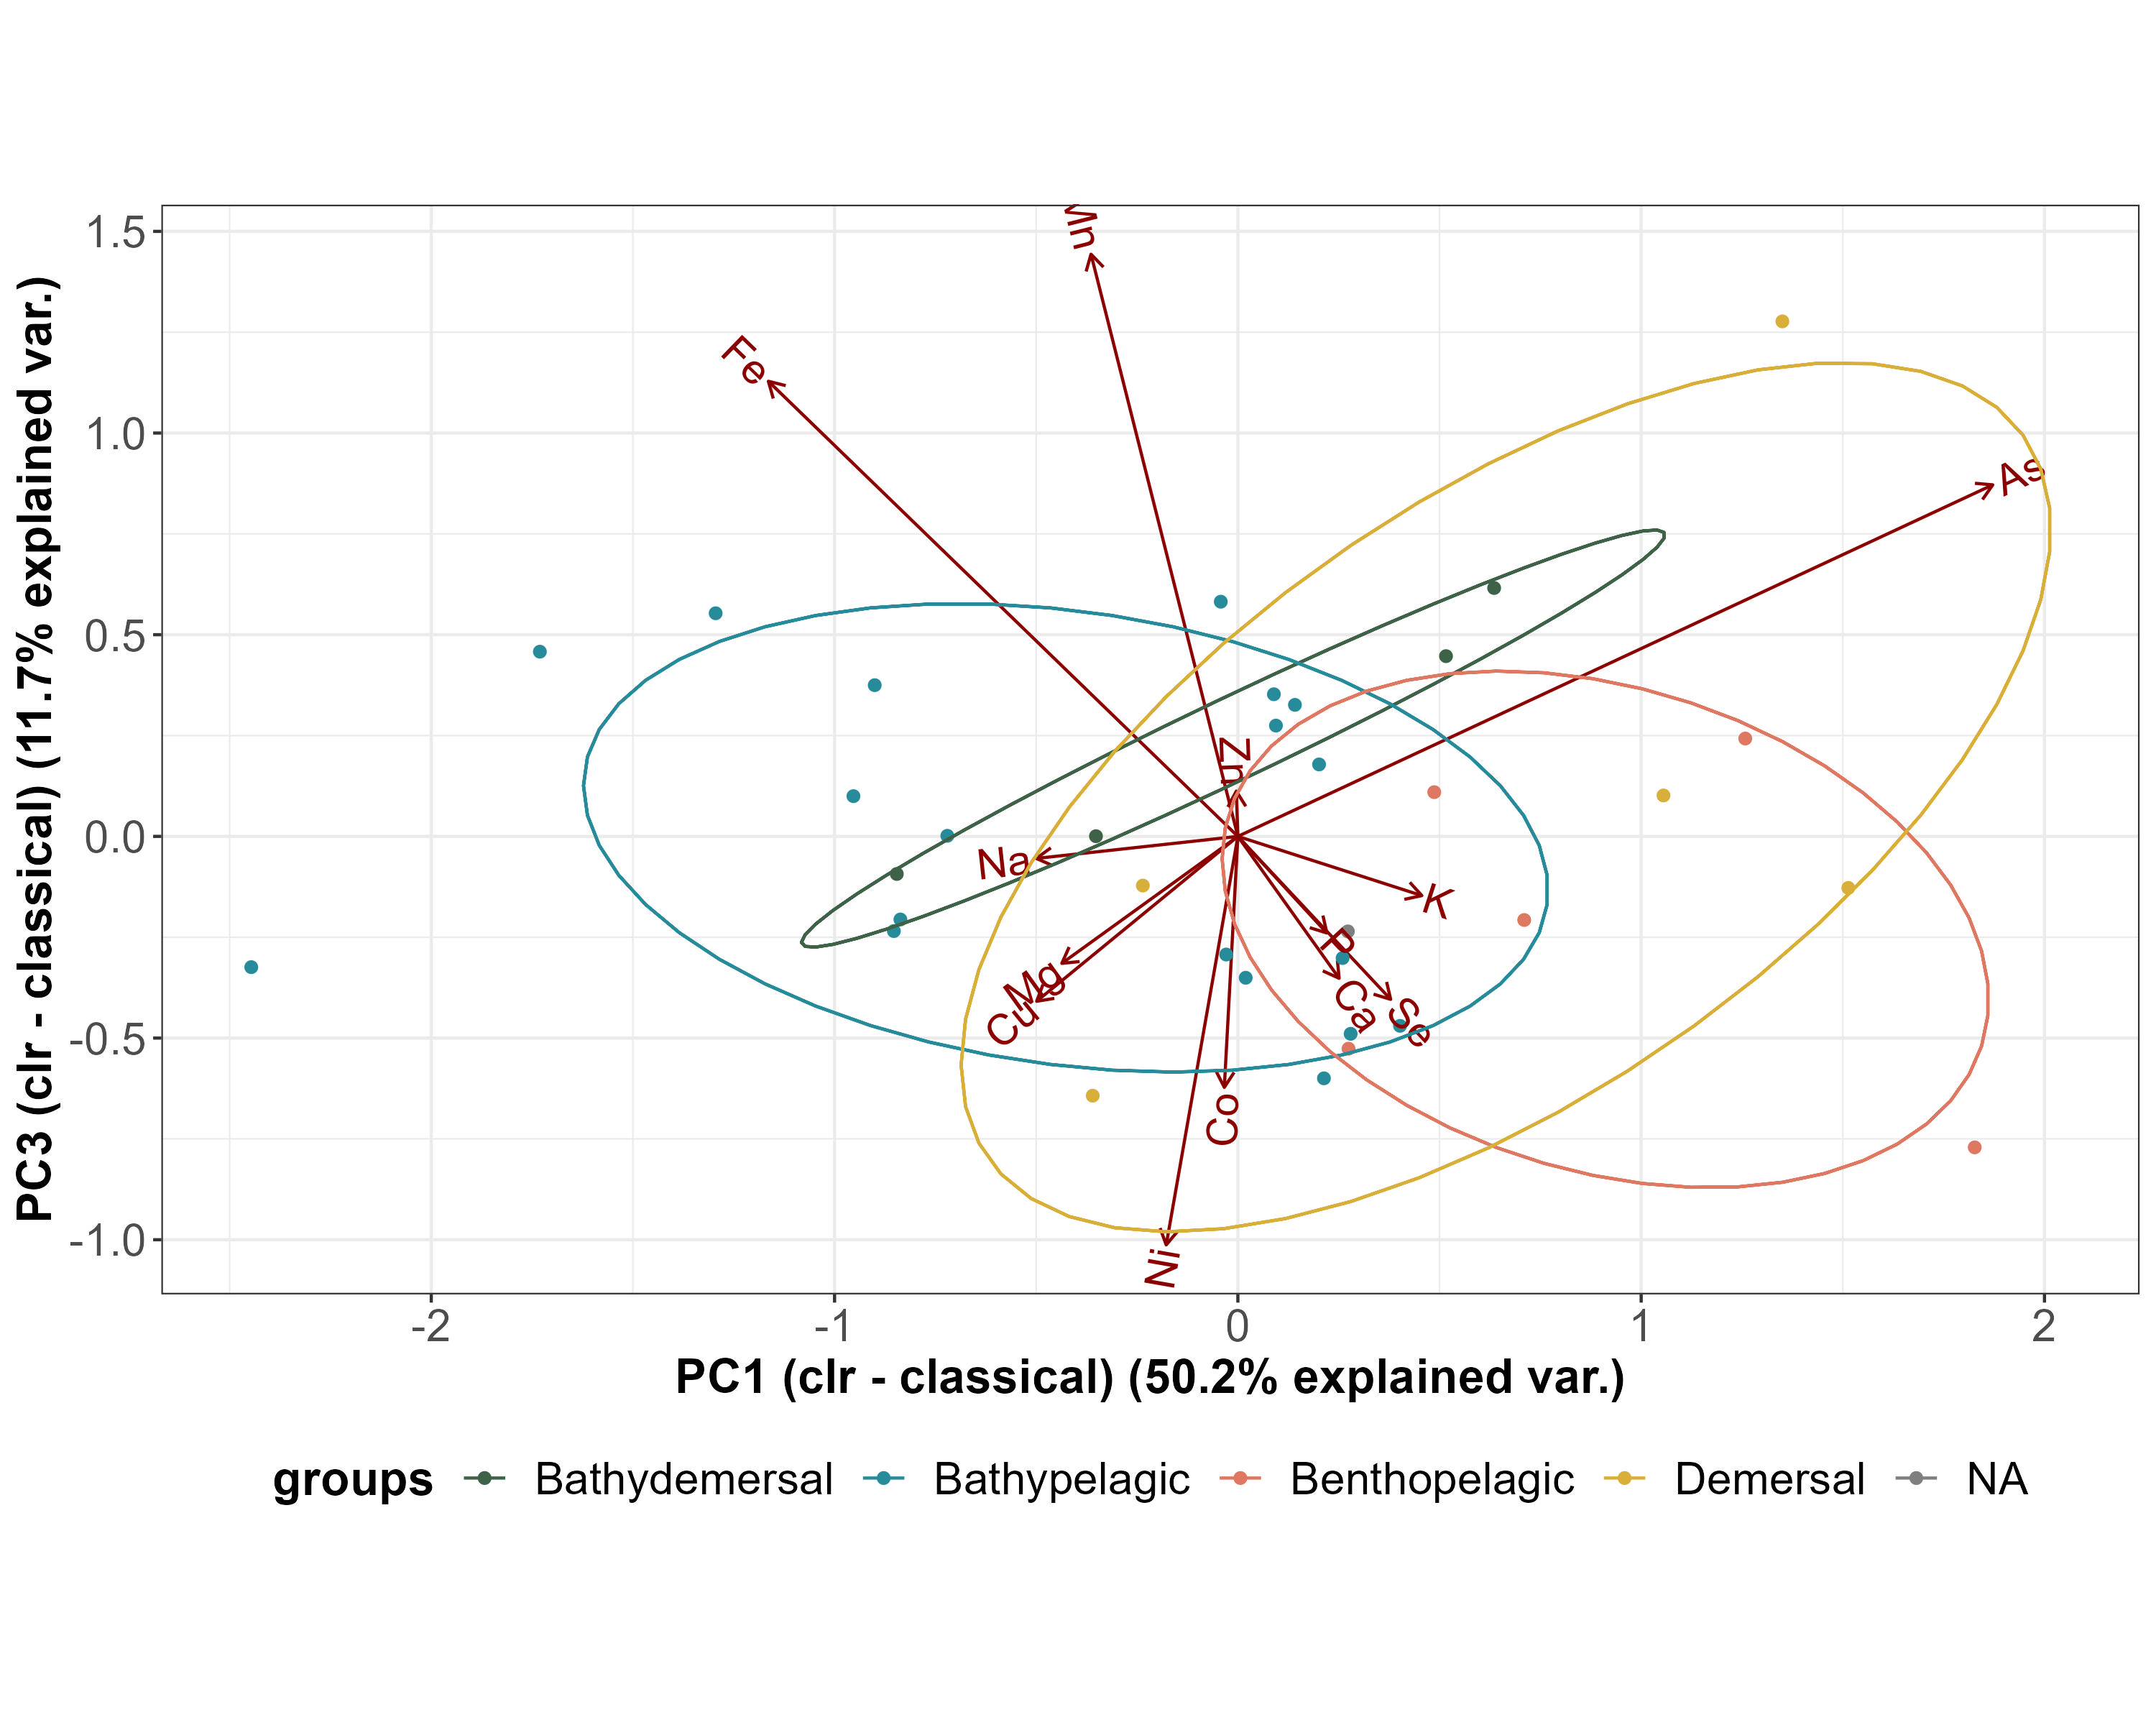 PC3 (clr - classical) (11.7% explained var.)
1.5
1.0
0.5
0.0
-0.5
-1.0
Fe
As
Zn
Na
K
P
Mg
Cu
Ca
Se
Co
Ni
-2 -1 0 1 2
PC1 (clr - classical) (50.2% explained var.)
groups Bathydemersal Bathypelagic Benthopelagic Demersal NA